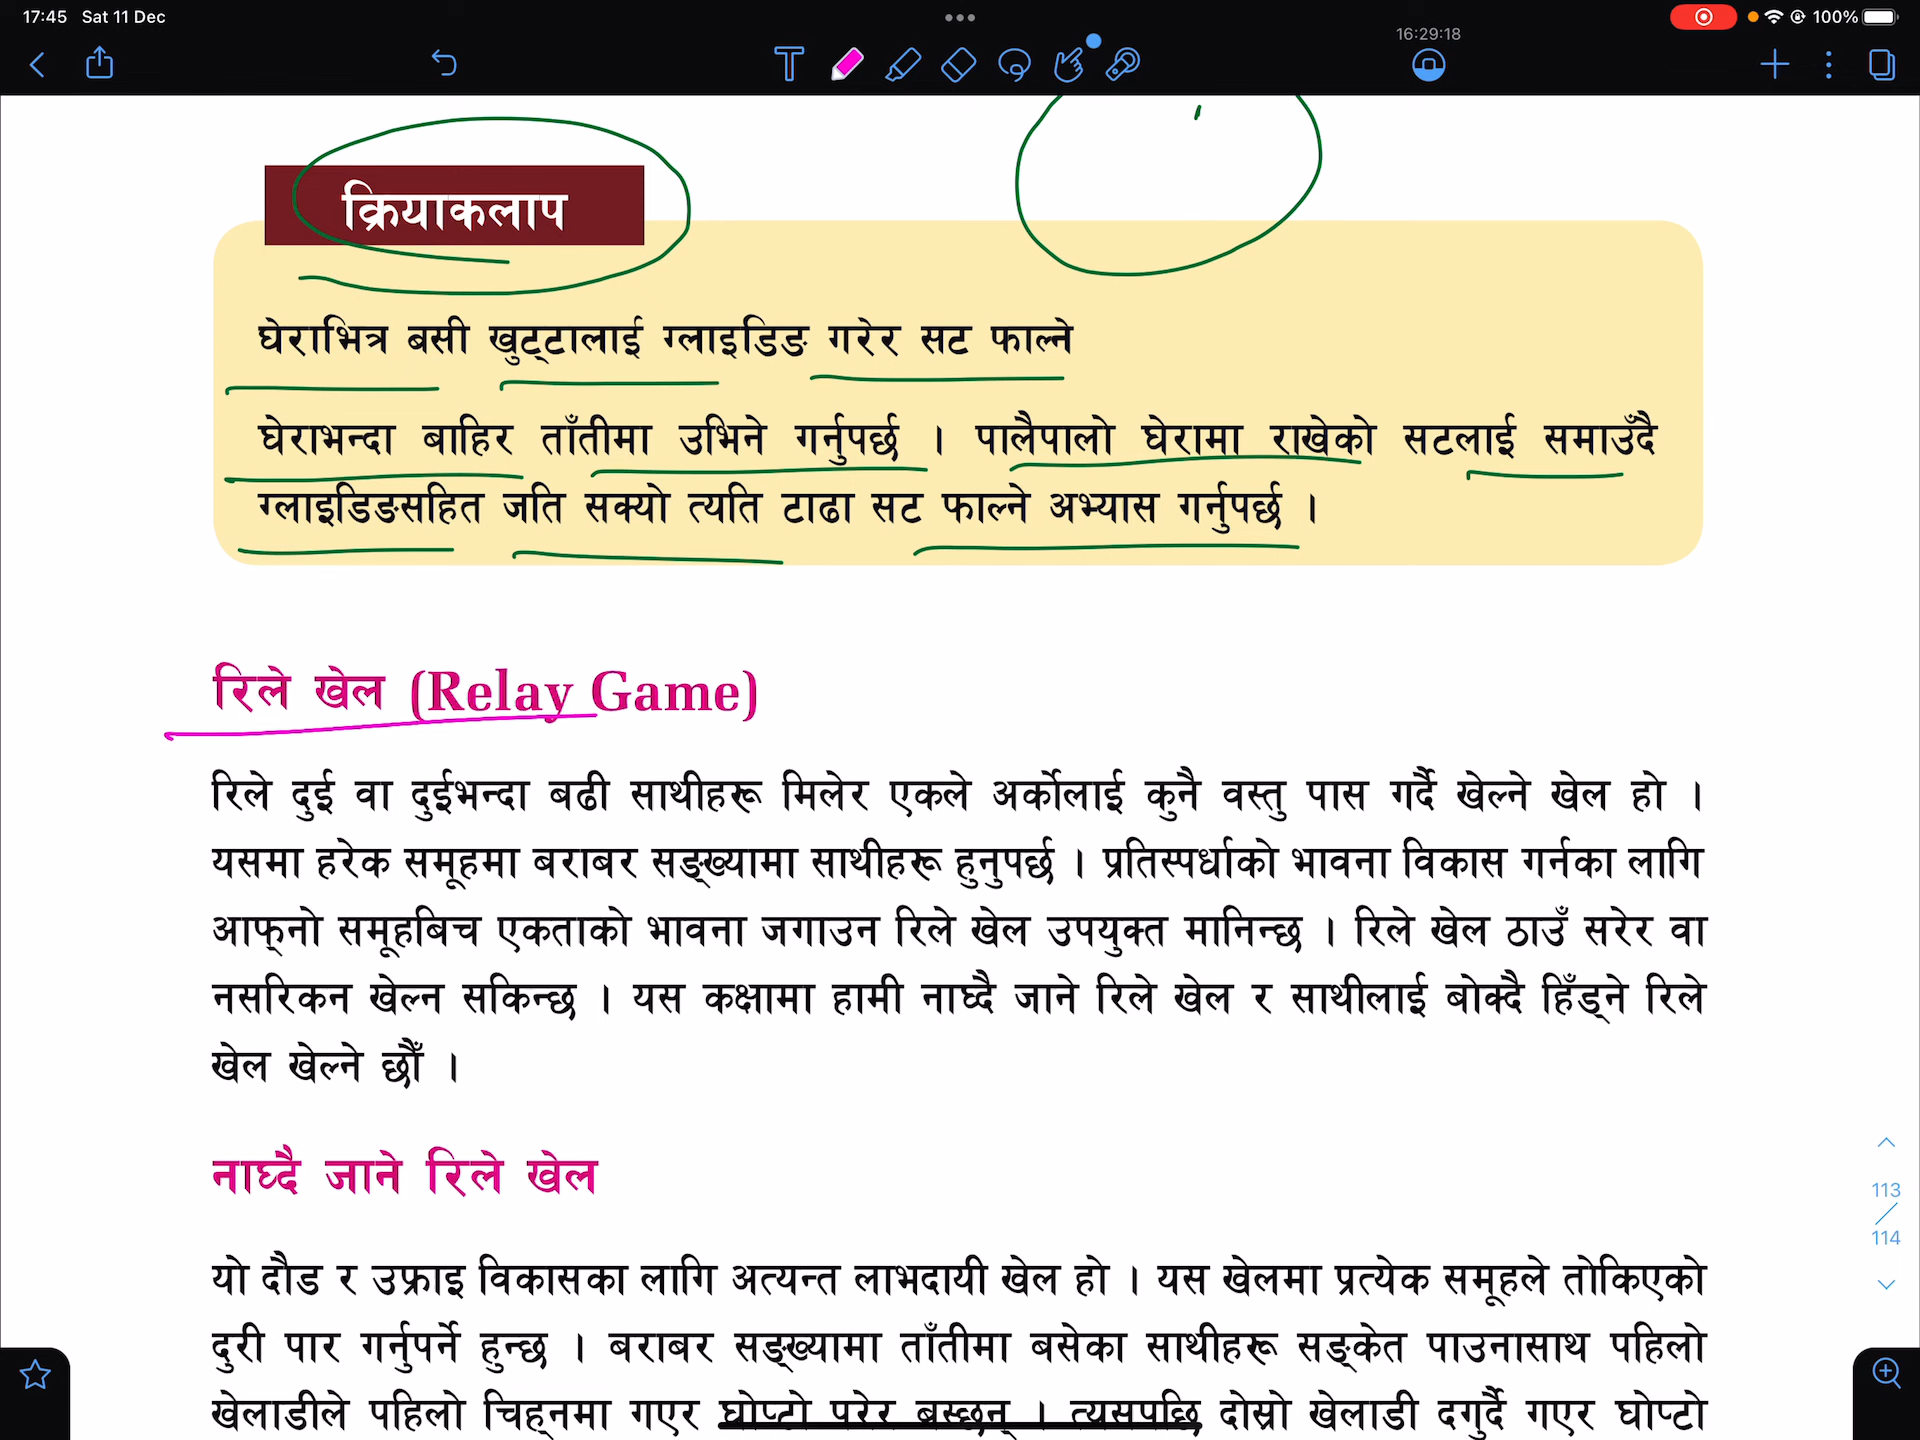 17:45 Sat 11 Dec
100%
16:29:18
क्रियाकलाप
घेराभित्र बसी खुट्टालाई ग्लाइडिङ गरेर सट फाल्ने
घेराभन्दा बाहिर ताँतीमा उभिने गर्नुपर्छ । पालैपालो घेरामा राखेको सटलाई समाउँदै
ग्लाइडिङसहित जति सक्यो त्यति टाढा सट फाल्ने अभ्यास गर्नुपर्छ ।
रिले खेल (Relay Game)
रिले दुई वा दुईभन्दा बढी साथीहरू मिलेर एकले अर्कोलाई कुनै वस्तु पास गर्दै खेल्ने खेल हो ।
यसमा हरेक समूहमा बराबर सङ्ख्यामा साथीहरू हुनुपर्छ । प्रतिस्पर्धाको भावना विकास गर्नका लागि
आफ्‌नो समूहबिच एकताको भावना जगाउन रिले खेल उपयुक्त मानिन्छ । रिले खेल ठाउँ सरेर वा
नसरिकन खेल्न सकिन्छ । यस कक्षामा हामी नाघ्दै जाने रिले खेल र साथीलाई बोक्दै हिँड्ने रिले
खेल खेल्ने छौँ ।
नाघ्दै जाने रिले खेल
113
114
यो दौड र उफ्राइ विकासका लागि अत्यन्त लाभदायी खेल हो । यस खेलमा प्रत्येक समूहले तोकिएको
दुरी पार गर्नुपर्ने हुन्छ । बराबर सङ्ख्यामा ताँतीमा बसेका साथीहरू सङ्केत पाउनासाथ पहिलो
खेलाडीले पहिलो चिह्नमा गएर घोप्टो परेर बस्छन् । त्यसपछि दोस्रो खेलाडी दगुर्दै गएर घोप्टो